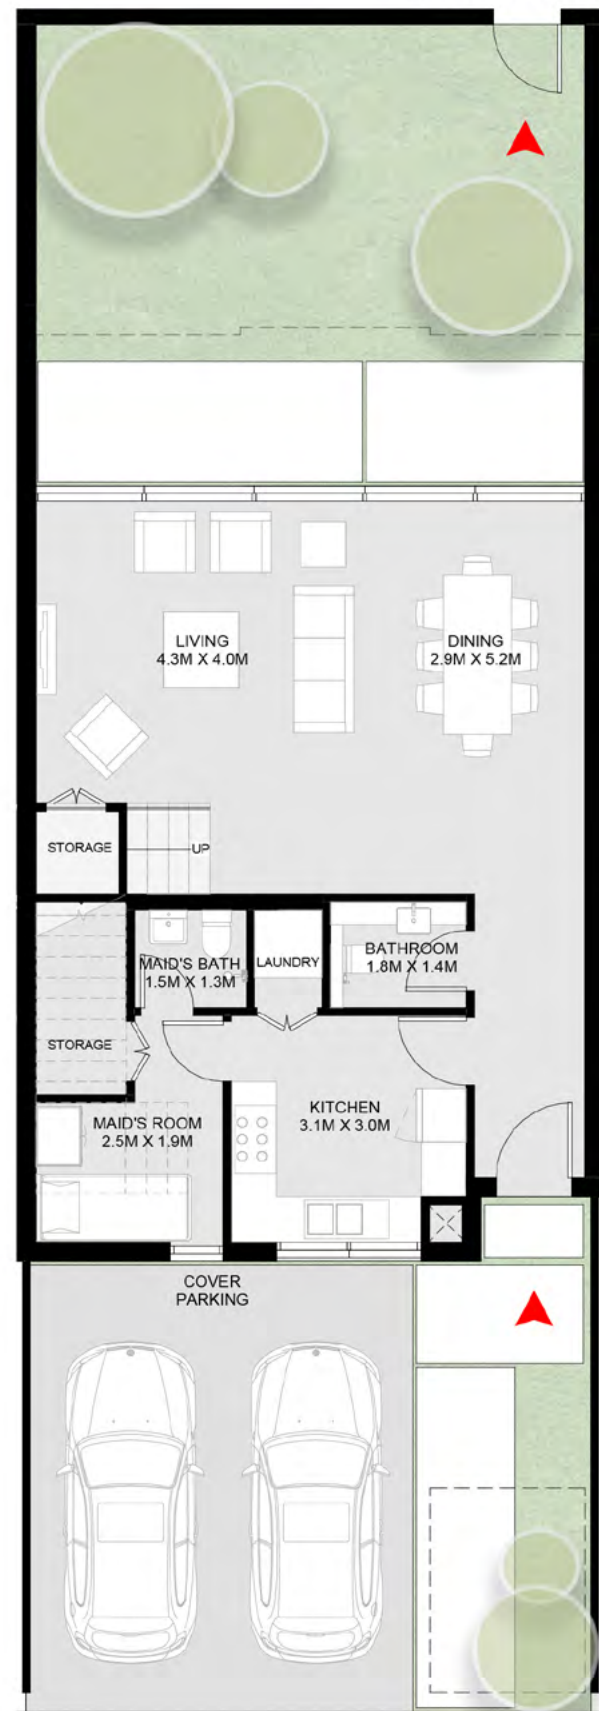 LIVING
4.3M X 4.0M
DINING
2.9M X 5.2M
STORAGE
UP
MAID'S BATH
1.5M X 1.3M
LAUNDRY
BATHROOM
1.8M X 1.4M
STORAGE
MAID'S ROOM
2.5M X 1.9M
KITCHEN
3.1M X 3.0M
COVER
PARKING